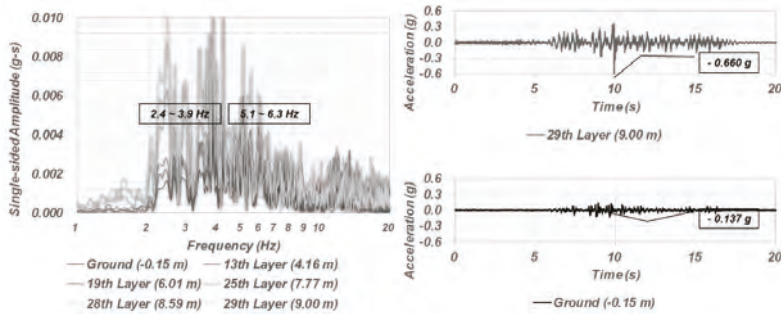 Single-sided Amplitude (g-s)
0.010
0.008
0.006
0.004
0.002
0.000
2.4 ~ 3.9 Hz
5.1 ~ 6.3 Hz
1 2 3 4 5 6 7 8 9 10 20
Frequency (Hz)
Ground (-0.15 m) 13th Layer (4.16 m)
19th Layer (6.01 m) 25th Layer (7.77 m)
28th Layer (8.59 m) 29th Layer (9.00 m)
Acceleration (g)
0.6
0.3
0.0
-0.3
-0.6
- 0.660 g
0 5 10 15 20
Time (s)
29th Layer (9.00 m)
Acceleration (g)
0.6
0.3
0.0
-0.3
-0.6
- 0.137 g
0 5 10 15 20
Time (s)
Ground (-0.15 m)